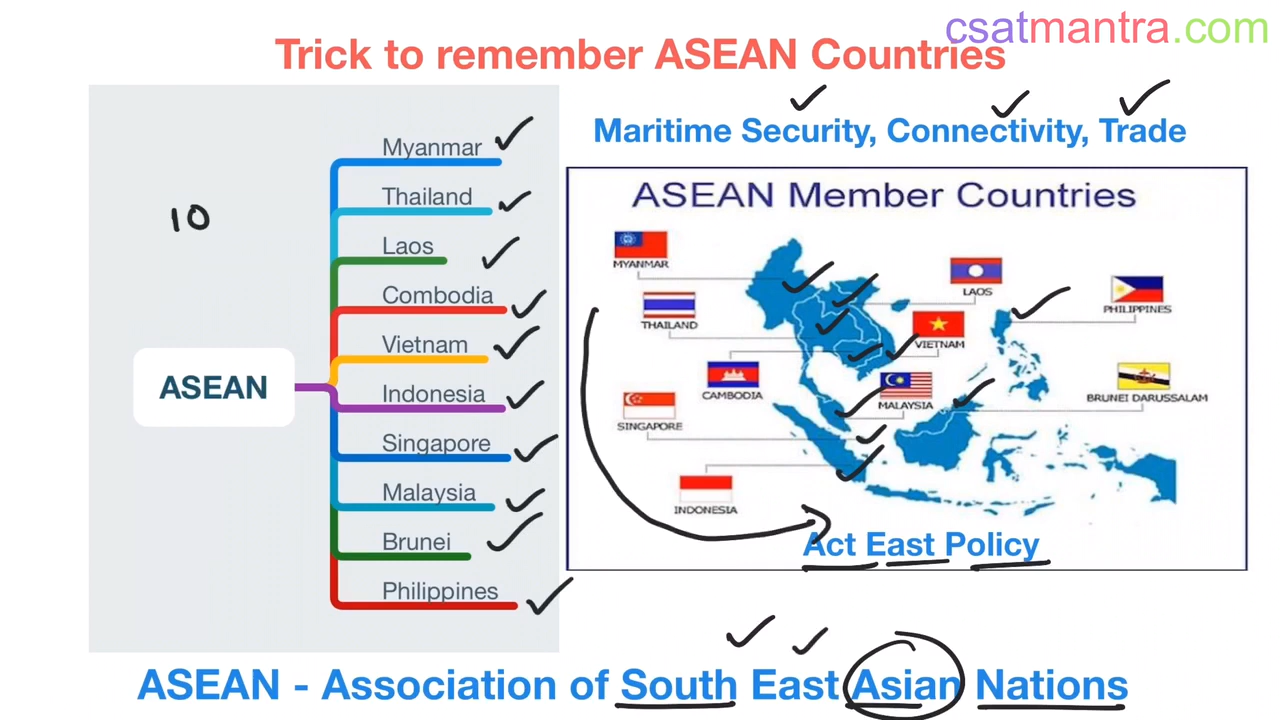 csatmantra.com
Trick to remember ASEAN Countries
Maritime Security, Connectivity, Trade
10
ASEAN
Myanmar
Thailand
Laos
Combodia
Vietnam
Indonesia
Singapore
Malaysia
Brunei
Philippines
ASEAN Member Countries
MYANMAR
LAOS
PHILIPPINES
THAILAND
VIETNAM
CAMBODIA
MALAYSIA
BRUNEI DARUSSALAM
SINGAPORE
INDONESIA
Act East Policy
ASEAN - Association of South East Asian Nations